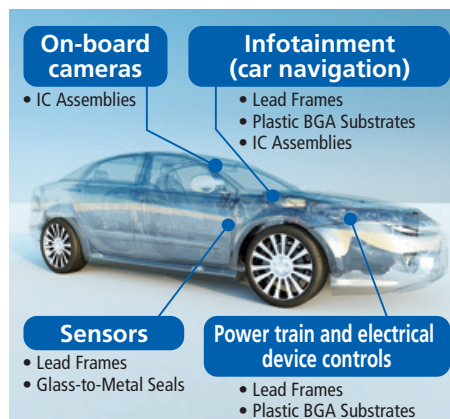 On-board
cameras
• IC Assemblies
Infotainment
(car navigation)
• Lead Frames
• Plastic BGA Substrates
• IC Assemblies
Sensors
• Lead Frames
• Glass-to-Metal Seals
Power train and electrical
device controls
• Lead Frames
• Plastic BGA Substrates